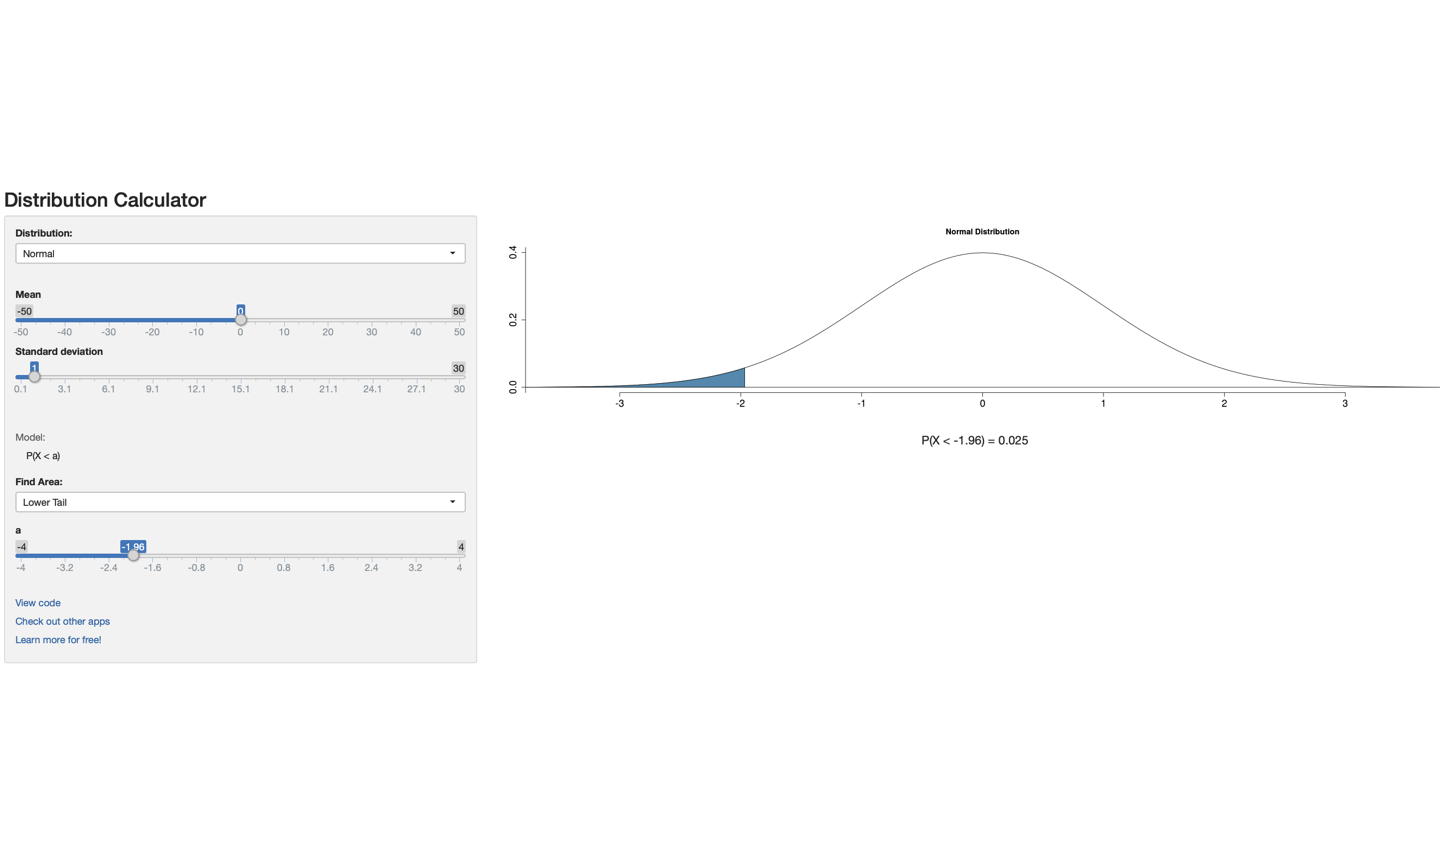 Distribution Calculator
Distribution:
Normal
Mean
-50 0 50
-50 -40 -30 -20 -10 0 10 20 30 40 50
Standard deviation
1 30
0.1 3.1 6.1 9.1 12.1 15.1 18.1 21.1 24.1 27.1 30
Model:
P(X < a)
Find Area:
Lower Tail
a
-4 -1.96 4
-4 -3.2 -2.4 -1.6 -0.8 0 0.8 1.6 2.4 3.2 4
View code
Check out other apps
Learn more for free!
Normal Distribution
0.4
0.2
0.0
-3 -2 -1 0 1 2 3
P(X < -1.96) = 0.025